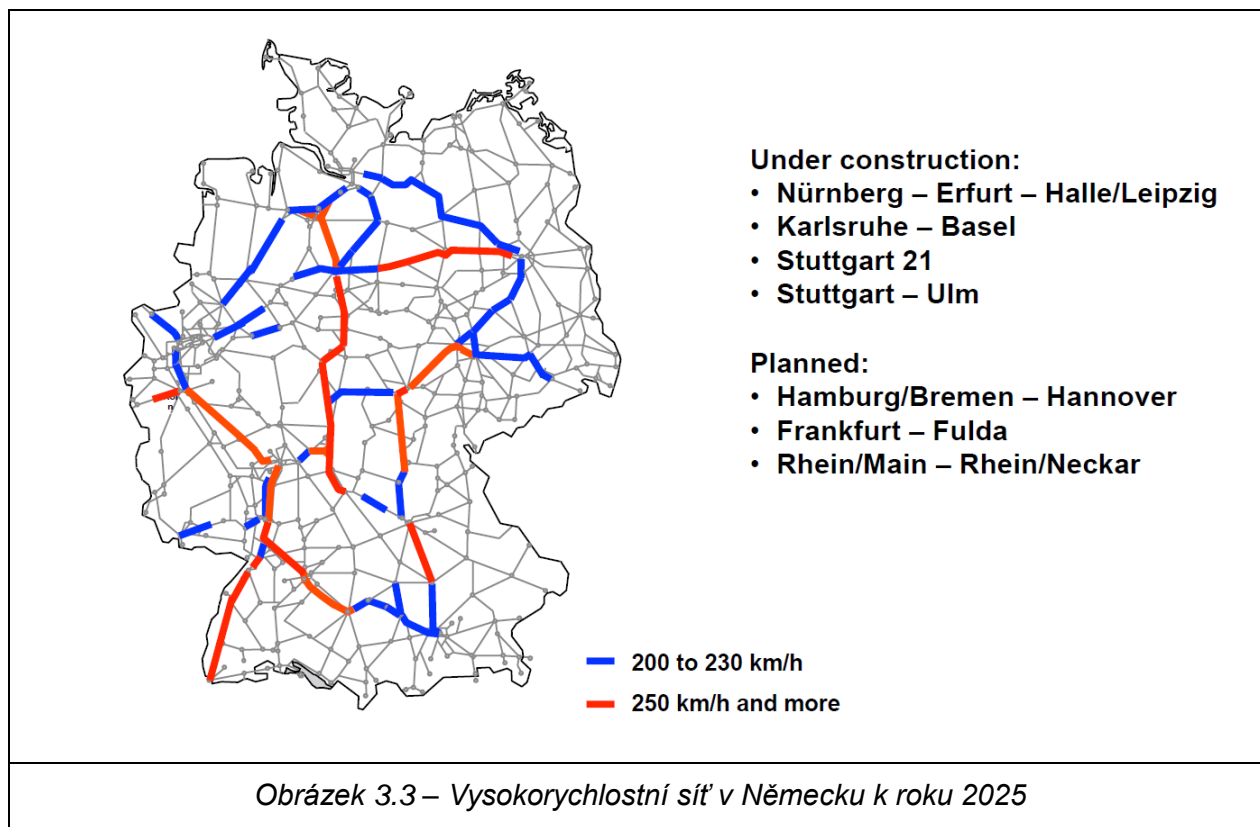 Under construction:
• Nürnberg – Erfurt – Halle/Leipzig
• Karlsruhe – Basel
• Stuttgart 21
• Stuttgart – Ulm
Planned:
• Hamburg/Bremen – Hannover
• Frankfurt – Fulda
• Rhein/Main – Rhein/Neckar
200 to 230 km/h
250 km/h and more
Obrázek 3.3 – Vysokorychlostní síť v Německu k roku 2025